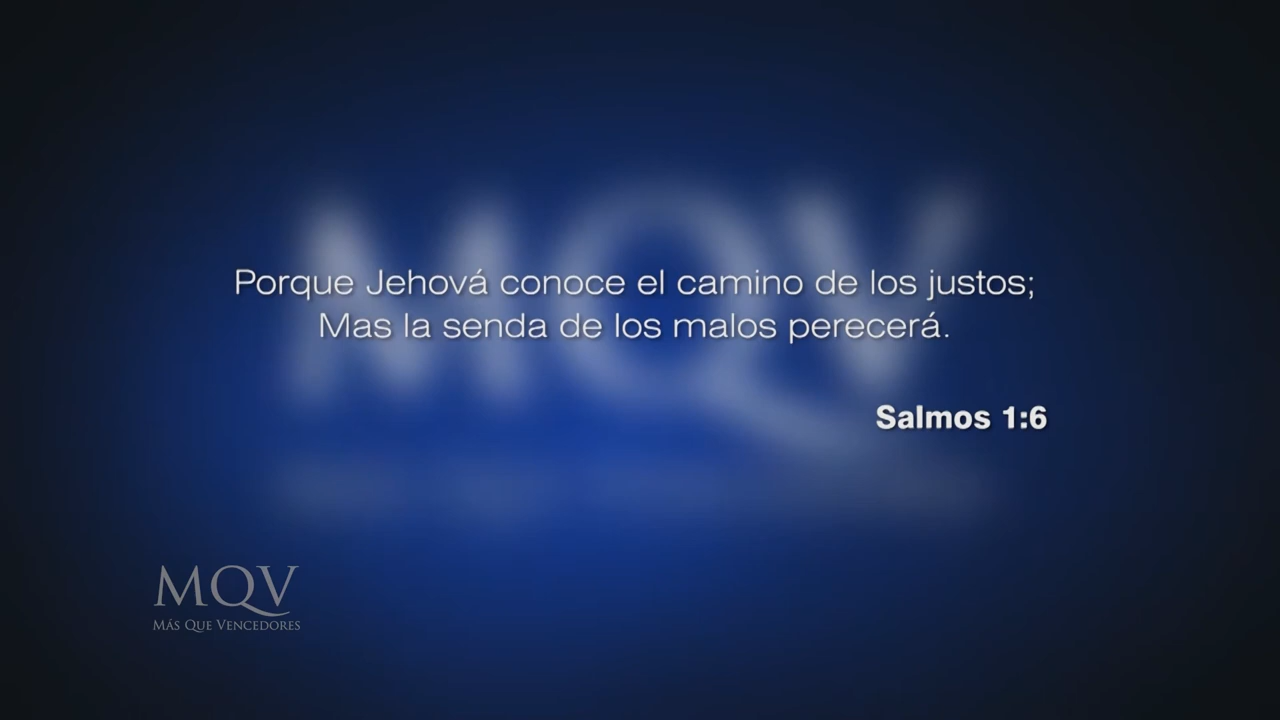 Porque Jehová conoce el camino de los justos;
Mas la senda de los malos perecerá.
Salmos 1:6
MQV
MÁS QUE VENCEDORES